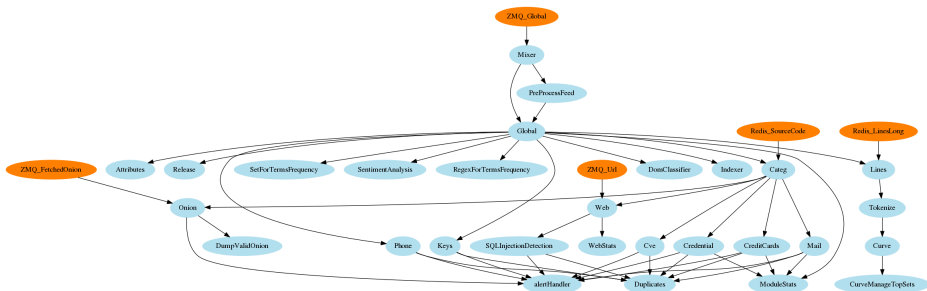 ZMQ_Global
Mixer
PreProcessFeed
Global
Redis_SourceCode
Redis_LinesLong
ZMQ_FetchedOnion
Attributes
Release
SetForTermsFrequency
SentimentAnalysis
RegexForTermsFrequency
ZMQ_Url
DomClassifier
Indexer
Categ
Lines
Onion
Web
Tokenize
DumpValidOnion
Phone
Keys
SQLInjectionDetection
WebStats
Cve
Credential
CreditCards
Mail
Curve
alertHandler
Duplicates
ModuleStats
CurveManageTopSets